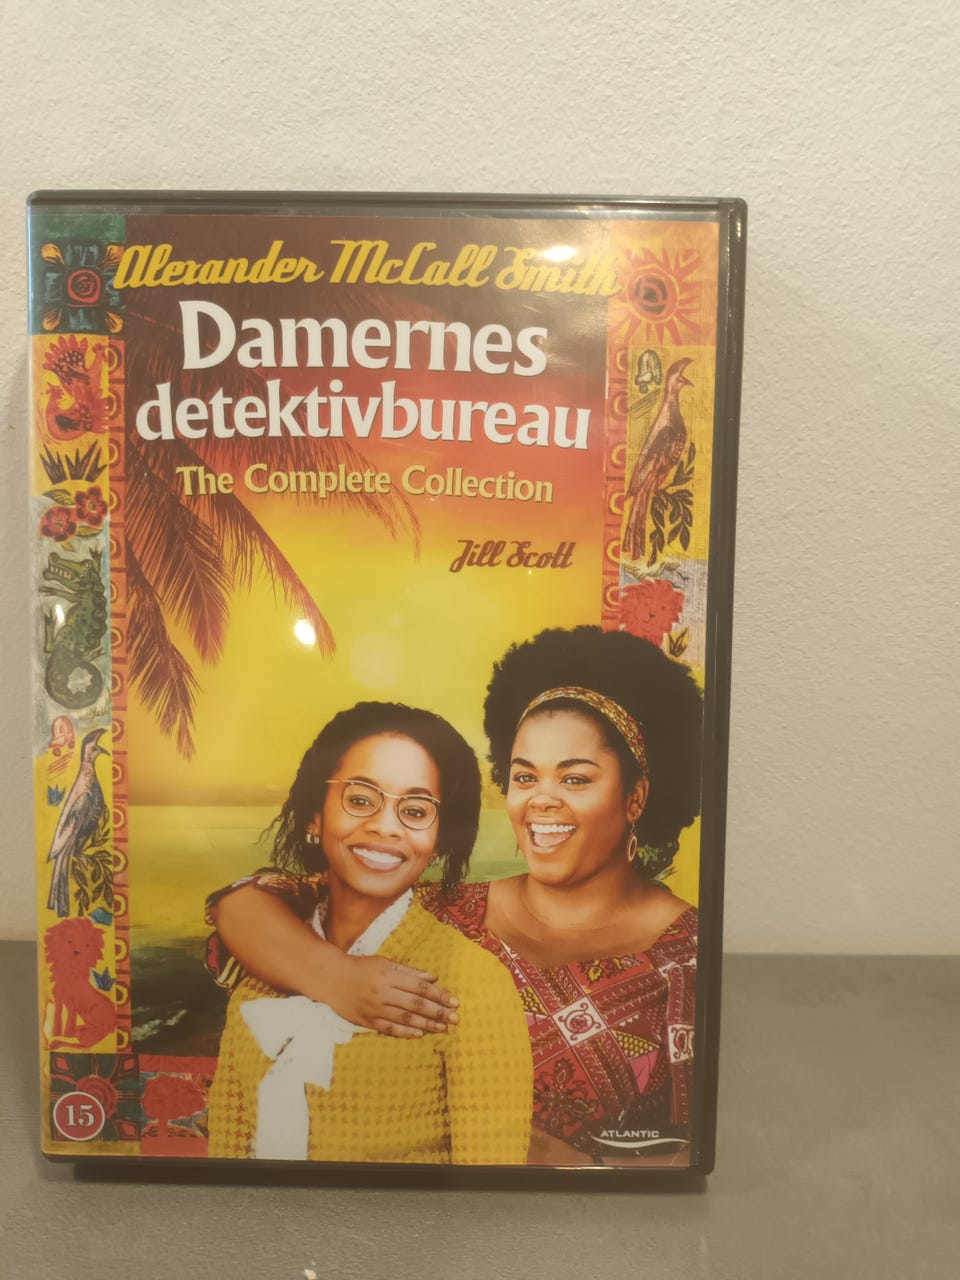 Alexander McCall Smith
Damernes
detektivbureau
The Complete Collection
Jill Scott
15
ATLANTIC